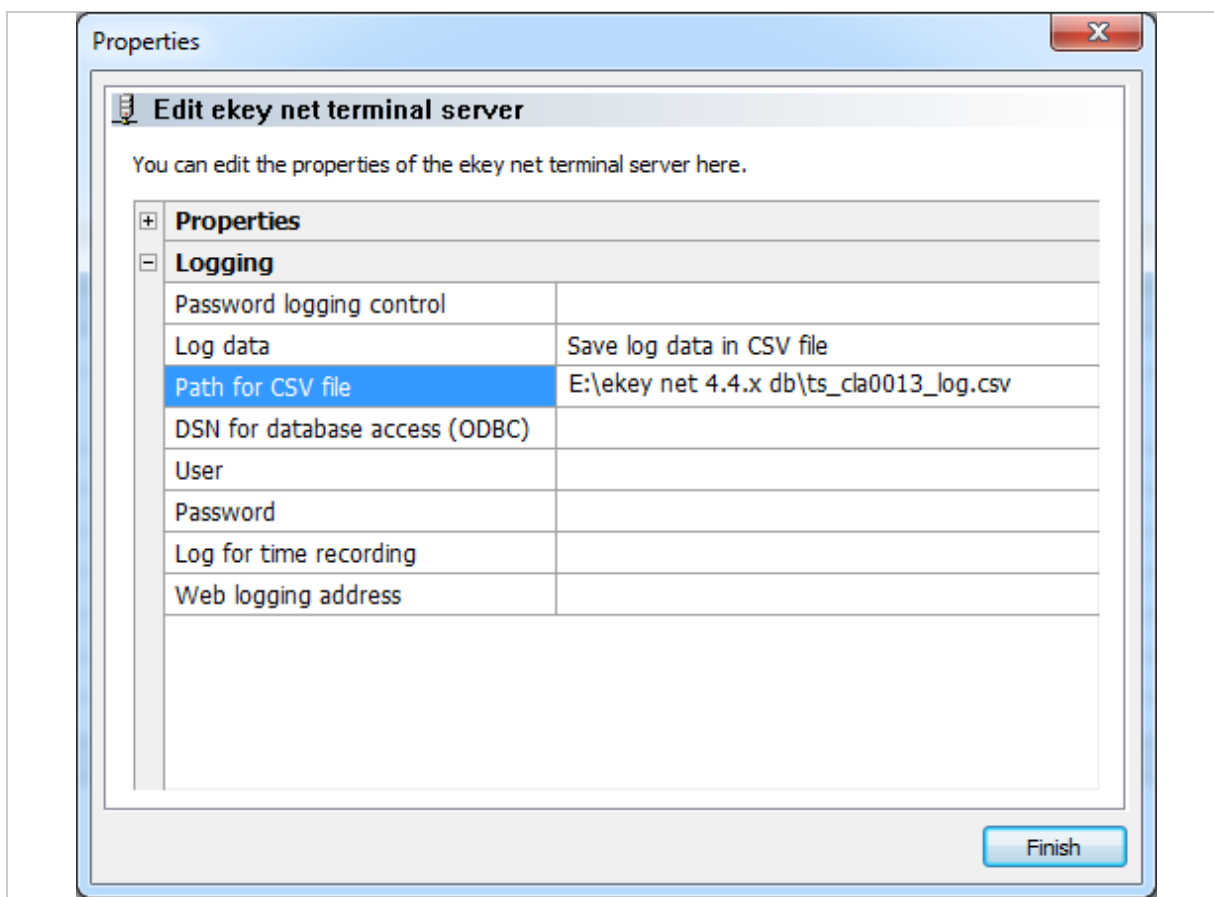 Properties
Edit ekey net terminal server
You can edit the properties of the ekey net terminal server here.
Properties
Logging
Password logging control
Log data Save log data in CSV file
Path for CSV file E:\ekey net 4.4.x db\ts_cla0013_log.csv
DSN for database access (ODBC)
User
Password
Log for time recording
Web logging address
Finish